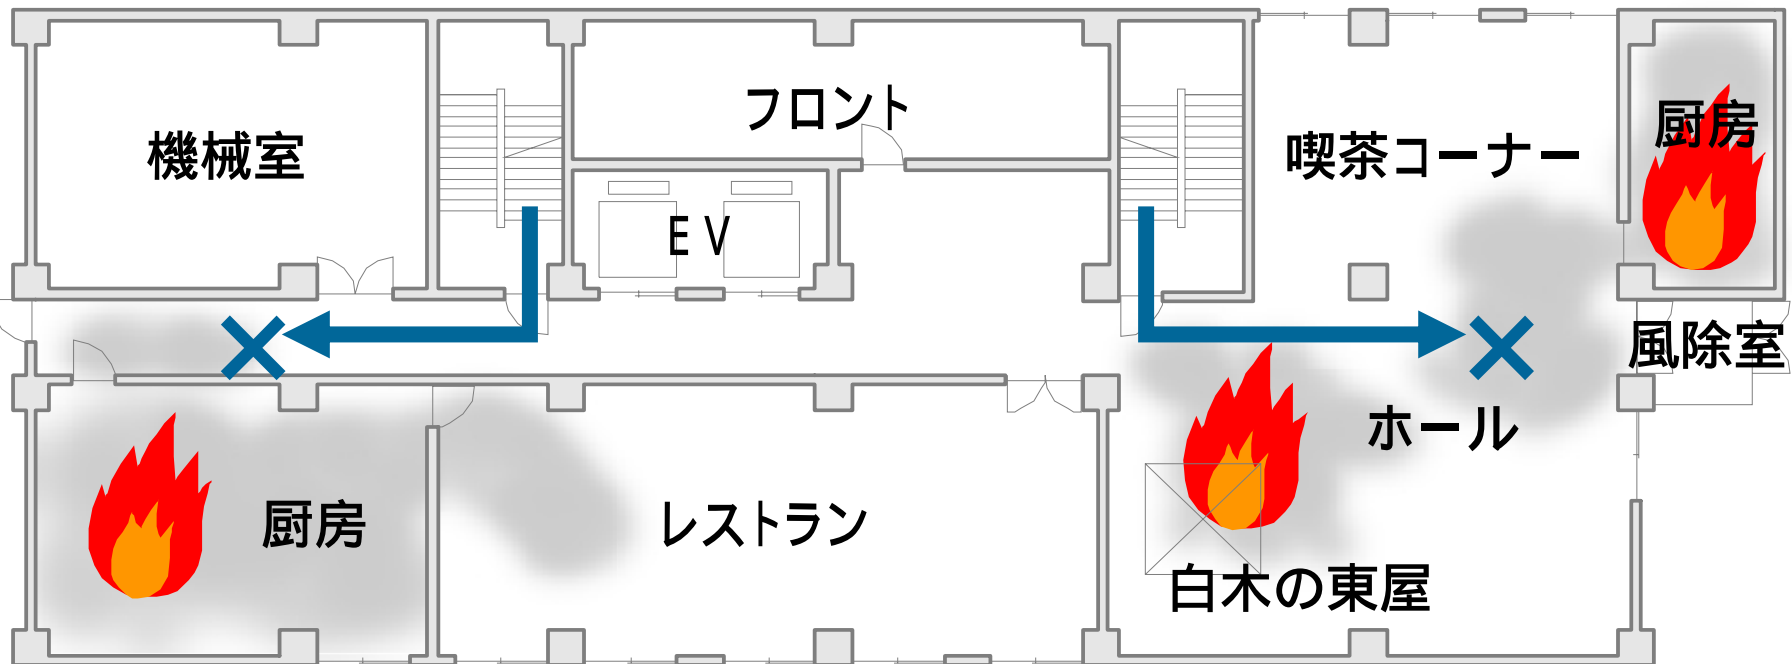 フロント
厨房
機械室
喫茶コーナー
EV
風除室
ホール
厨房
レストラン
白木の東屋